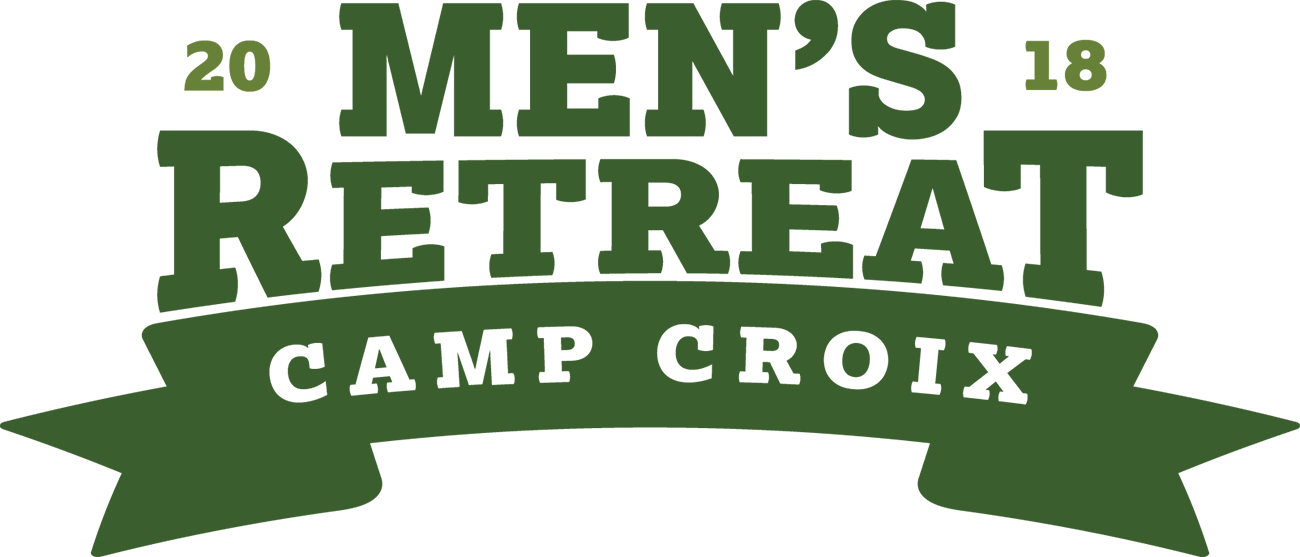 20 MEN'S 18
RETREAT
CAMP CROIX